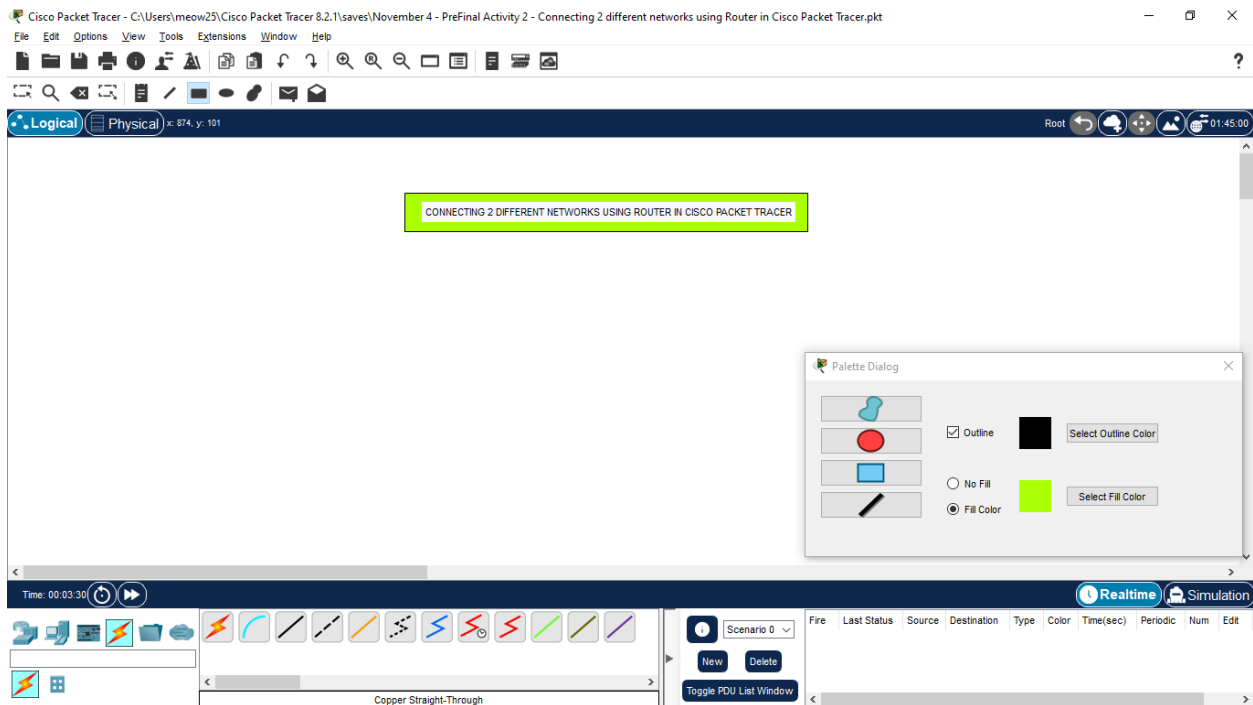 Cisco Packet Tracer - C:\Users\meow25\Cisco Packet Tracer 8.2.1\saves\November 4 - PreFinal Activity 2 - Connecting 2 different networks using Router in Cisco Packet Tracer.pkt
File Edit Options View Tools Extensions Window Help
?
Logical Physical x: 874, y: 101 Root 01:45:00
CONNECTING 2 DIFFERENT NETWORKS USING ROUTER IN CISCO PACKET TRACER
Palette Dialog
Outline Select Outline Color
No Fill
Fill Color Select Fill Color
Time: 00:03:30 Realtime Simulation
Scenario 0 Fire Last Status Source Destination Type Color Time(sec) Periodic Num Edit
New Delete
Toggle PDU List Window
Copper Straight-Through